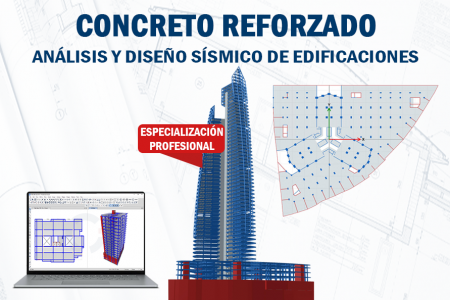 CONCRETO REFORZADO
ANÁLISIS Y DISEÑO SÍSMICO DE EDIFICACIONES
ESPECIALIZACIÓN
PROFESIONAL